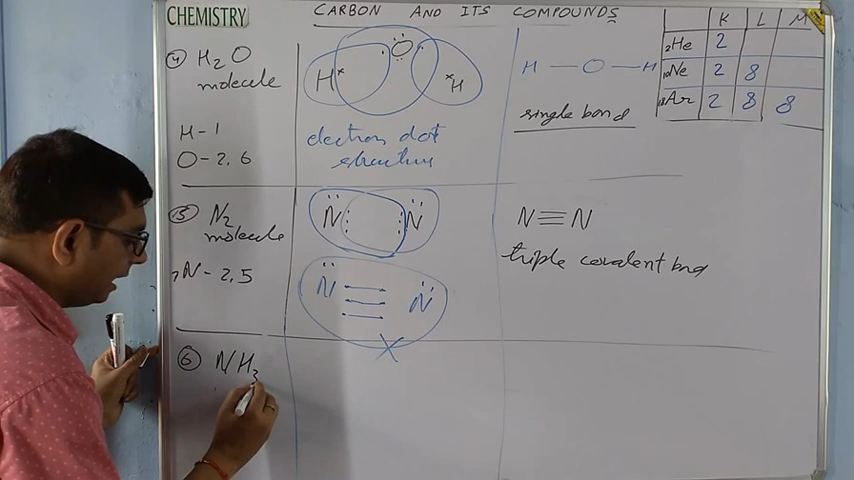 CHEMISTRY
CARBON AND ITS COMPOUNDS
K L M
2He 2
10Ne 2 8
18Ar 2 8 8
4 H2O
molecule
H-1
O-2,6
H O H
electron dot
structure
H — O — H
single bond
5 N2
molecule
7N-2,5
N N
N N
X
N≡N
triple covalent bond
6 NH3